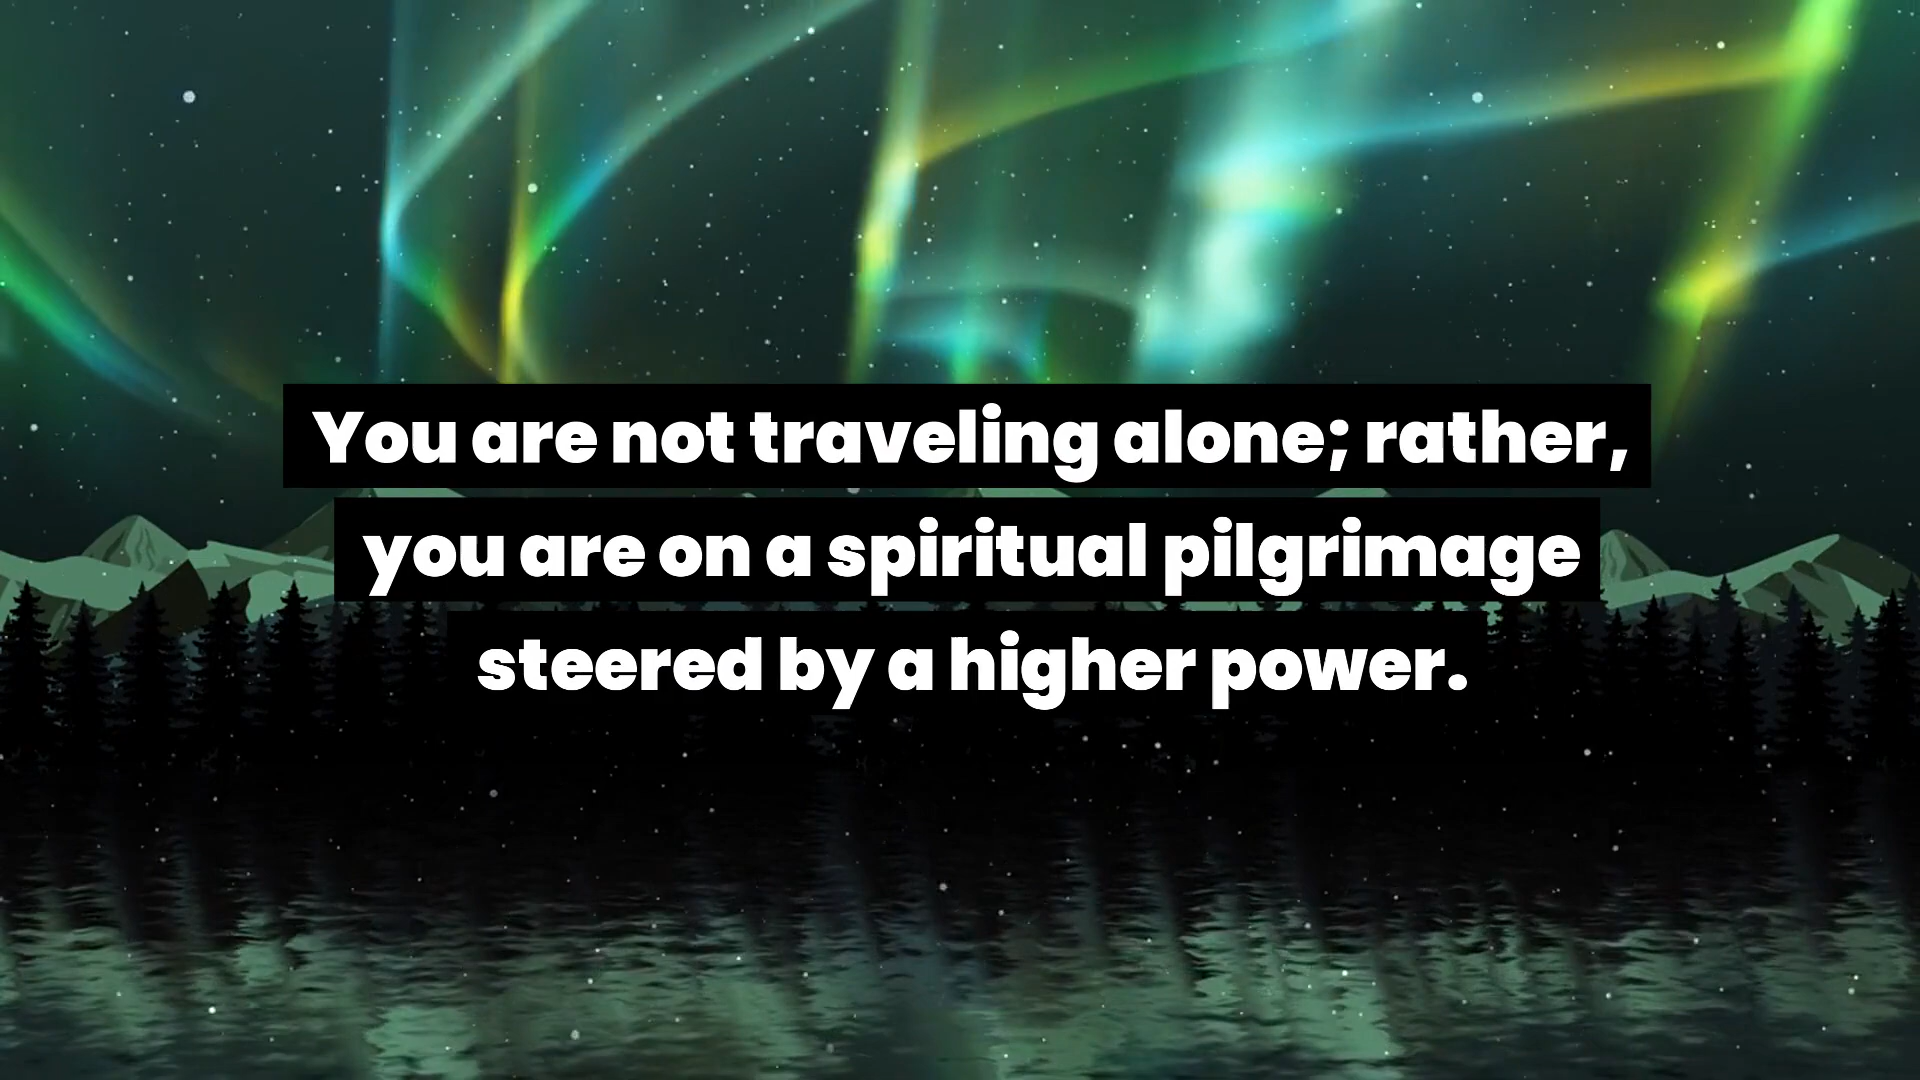 You are not traveling alone; rather,
you are on a spiritual pilgrimage
steered by a higher power.